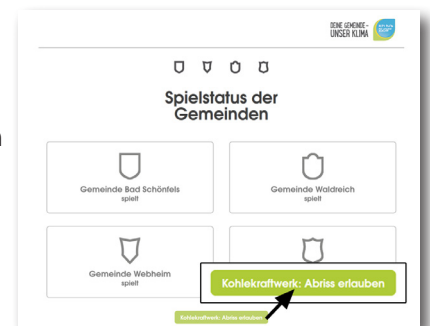 DEINE GEMEINDE -
UNSER KLIMA
Spielstatus der
Gemeinden
Gemeinde Bad Schönfels
spielt
Gemeinde Waldreich
spielt
Gemeinde Webheim
spielt
Kohlekraftwerk: Abriss erlauben
Kohlekraftwerk: Abriss erlauben